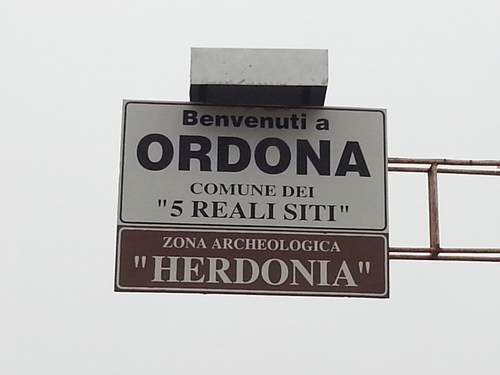 Benvenuti a
ORDONA
COMUNE DEI
"5 REALI SITI"
ZONA ARCHEOLOGICA
"HERDONIA"